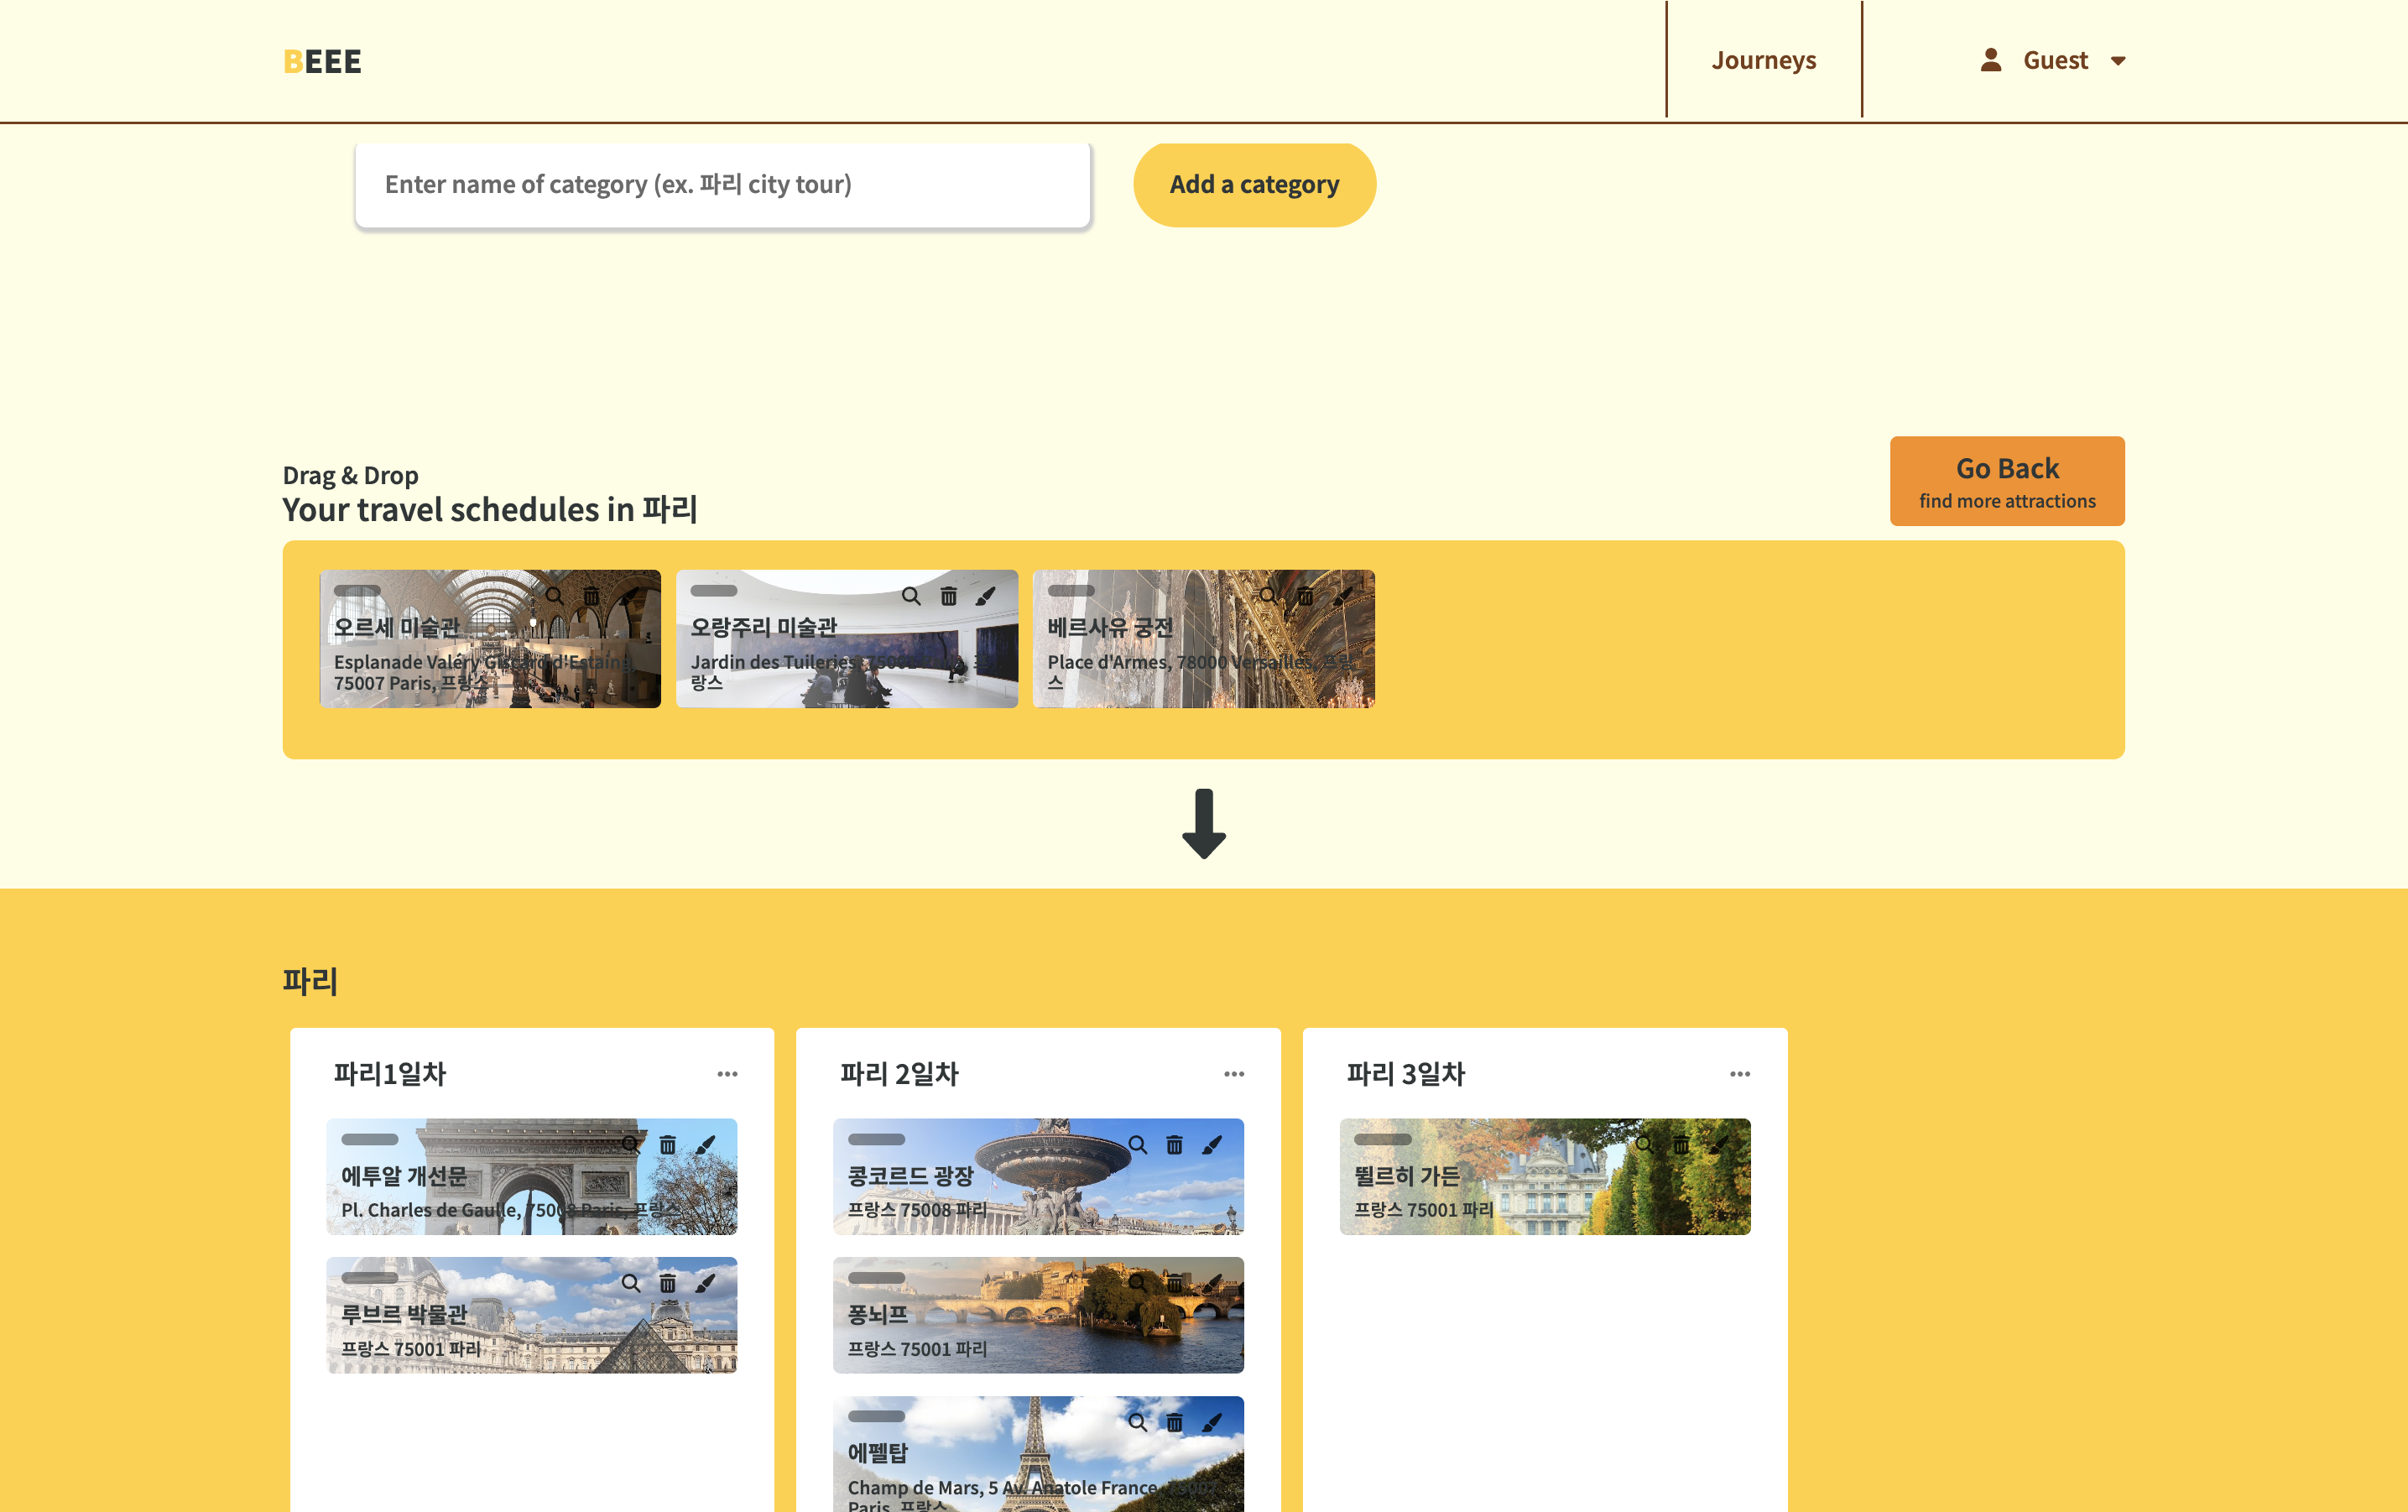 BEEE
Journeys
Guest
Enter name of category (ex. 파리 city tour)
Add a category
Drag & Drop
Your travel schedules in 파리
Go Back
find more attractions
오르세 미술관
Esplanade Valéry Giscard d'Estaing,
75007 Paris, 프랑스
오랑주리 미술관
Jardin des Tuileries, 75001 프
랑스
베르사유 궁전
Place d'Armes, 78000 Versailles, 프랑
스
파리
파리1일차
파리 2일차
파리 3일차
에투알 개선문
Pl. Charles de Gaulle, 75008 Paris, 프랑스
루브르 박물관
프랑스 75001 파리
콩코르드 광장
프랑스 75008 파리
퐁뇌프
프랑스 75001 파리
에펠탑
Champ de Mars, 5 Av. Anatole France, 75007
Paris, 프랑스
뛸르히 가든
프랑스 75001 파리